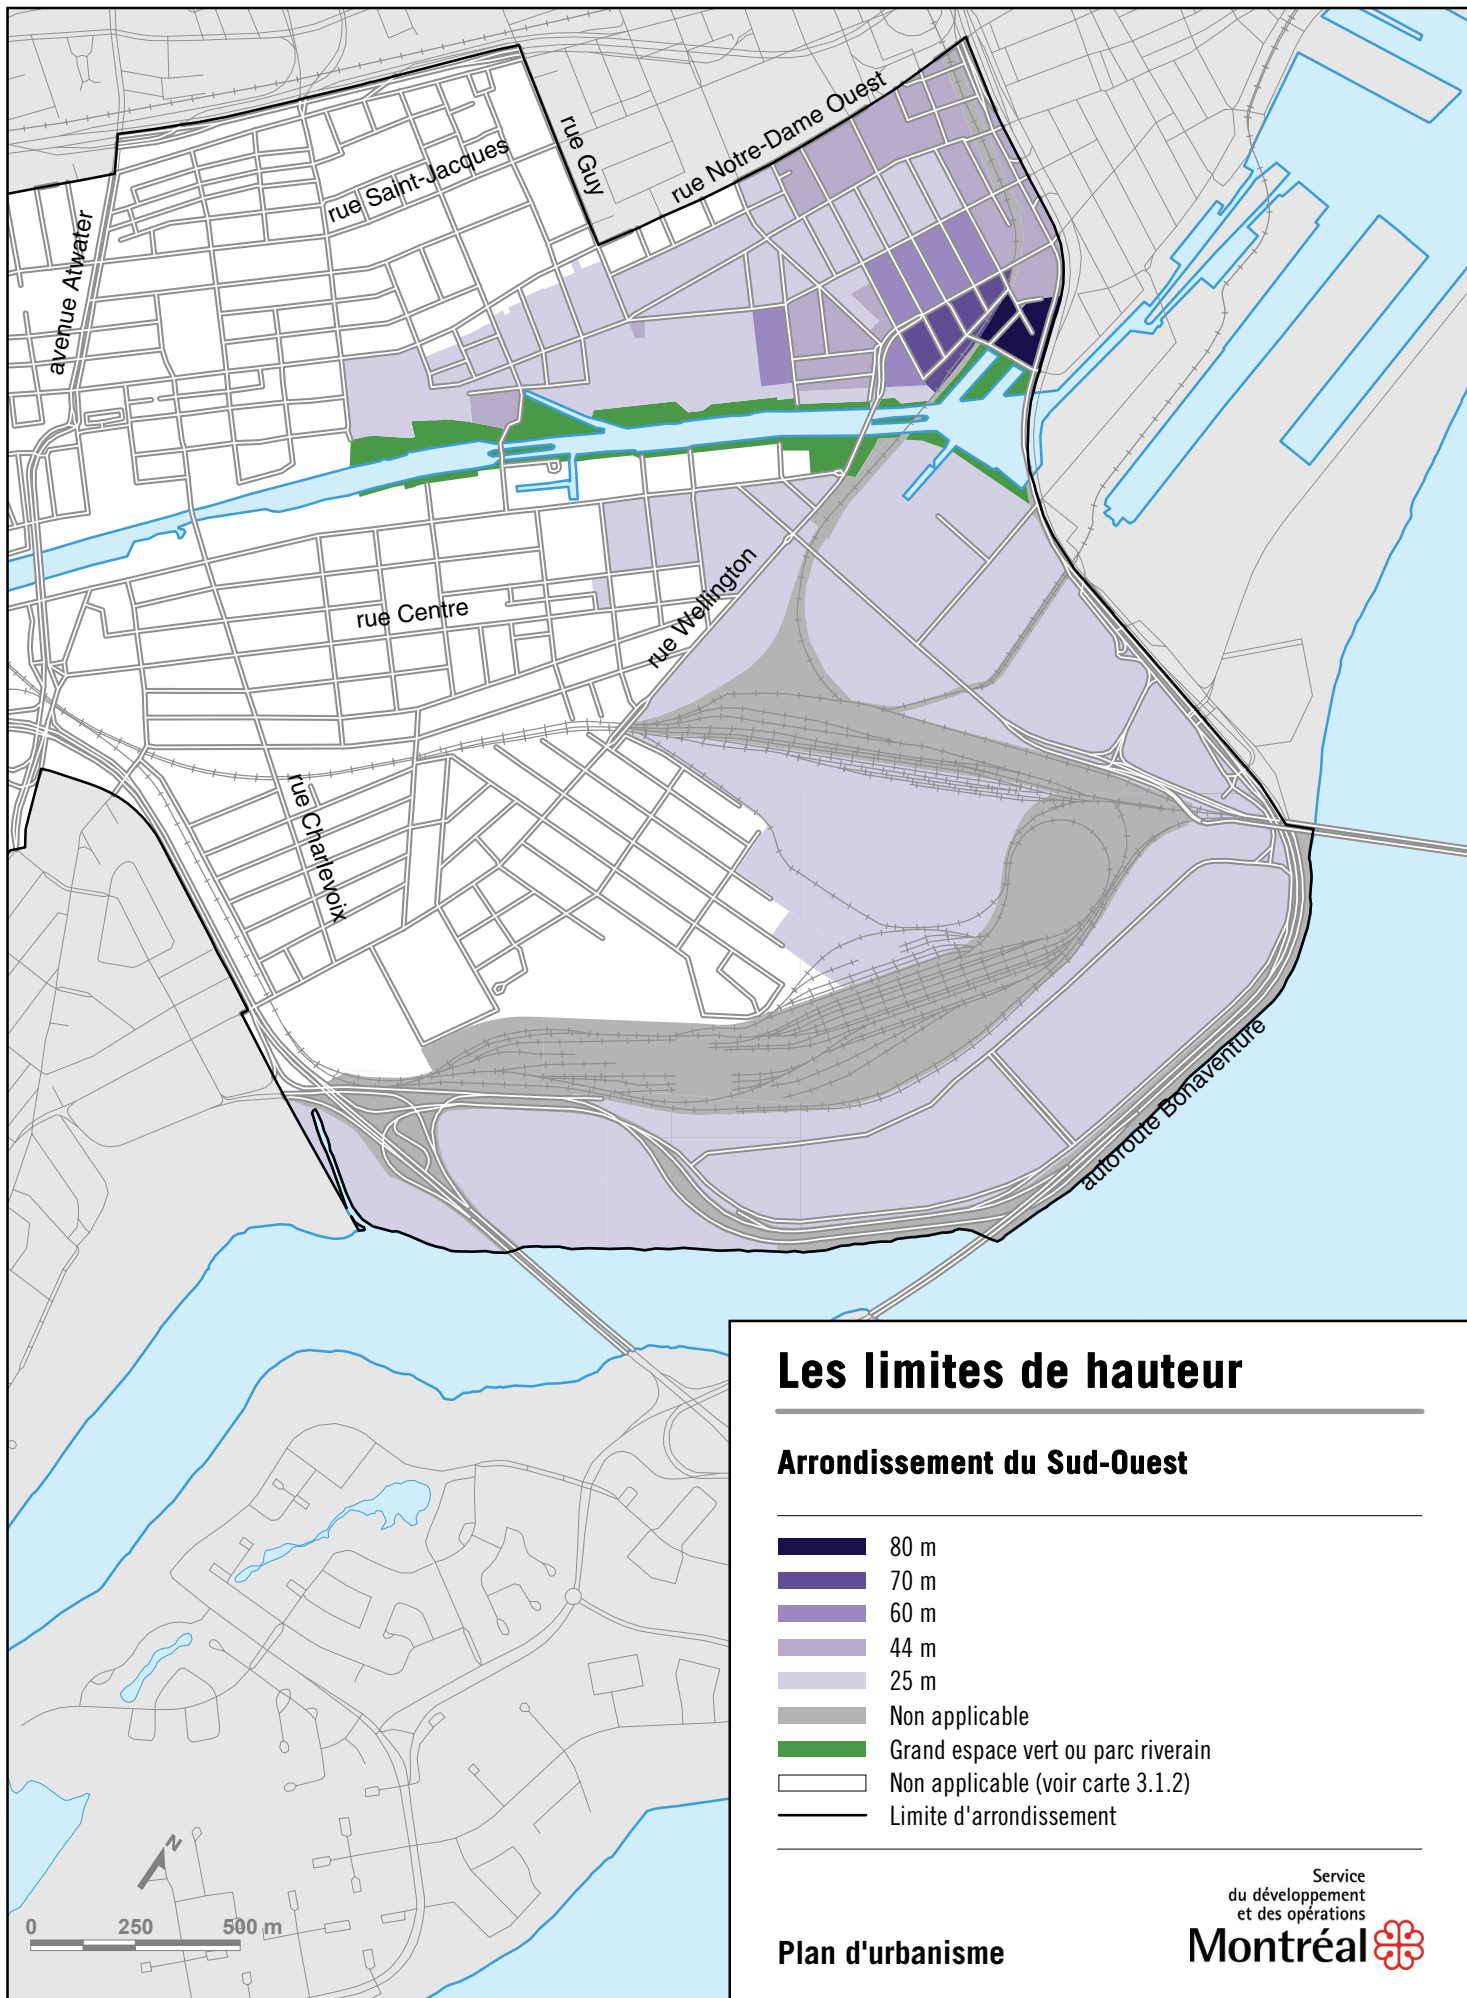 rue Notre-Dame Ouest
rue Guy
rue Saint-Jacques
avenue Atwater
rue Wellington
rue Centre
rue Charlevoix
autoroute Bonaventure
Les limites de hauteur
Arrondissement du Sud-Ouest
80 m
70 m
60 m
44 m
25 m
Non applicable
Grand espace vert ou parc riverain
Non applicable (voir carte 3.1.2)
Limite d'arrondissement
N
0 250 500 m
Plan d'urbanisme
Service
du développement
et des opérations
Montréal